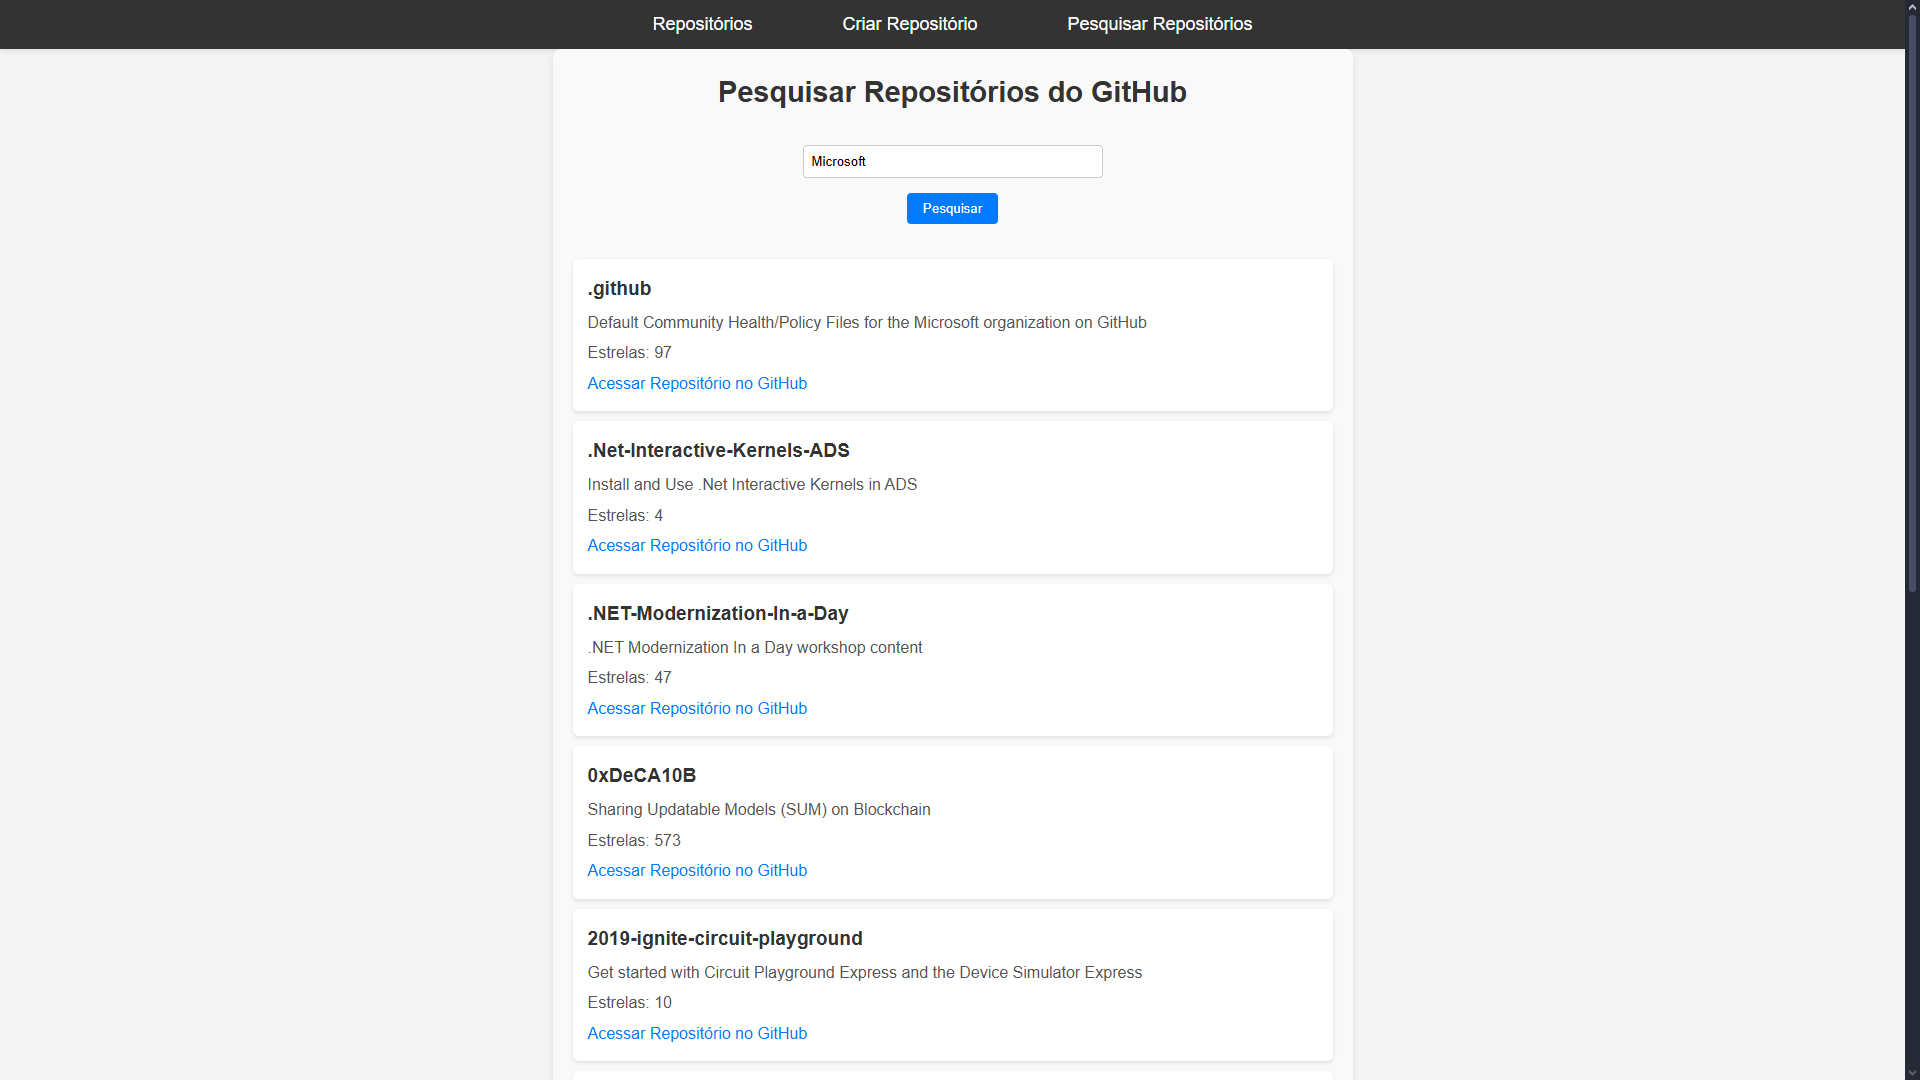 Repositórios
Criar Repositório
Pesquisar Repositórios
Pesquisar Repositórios do GitHub
Microsoft
Pesquisar
.github
Default Community Health/Policy Files for the Microsoft organization on GitHub
Estrelas: 97
Acessar Repositório no GitHub
.Net-Interactive-Kernels-ADS
Install and Use .Net Interactive Kernels in ADS
Estrelas: 4
Acessar Repositório no GitHub
.NET-Modernization-In-a-Day
.NET Modernization In a Day workshop content
Estrelas: 47
Acessar Repositório no GitHub
0xDeCA10B
Sharing Updatable Models (SUM) on Blockchain
Estrelas: 573
Acessar Repositório no GitHub
2019-ignite-circuit-playground
Get started with Circuit Playground Express and the Device Simulator Express
Estrelas: 10
Acessar Repositório no GitHub